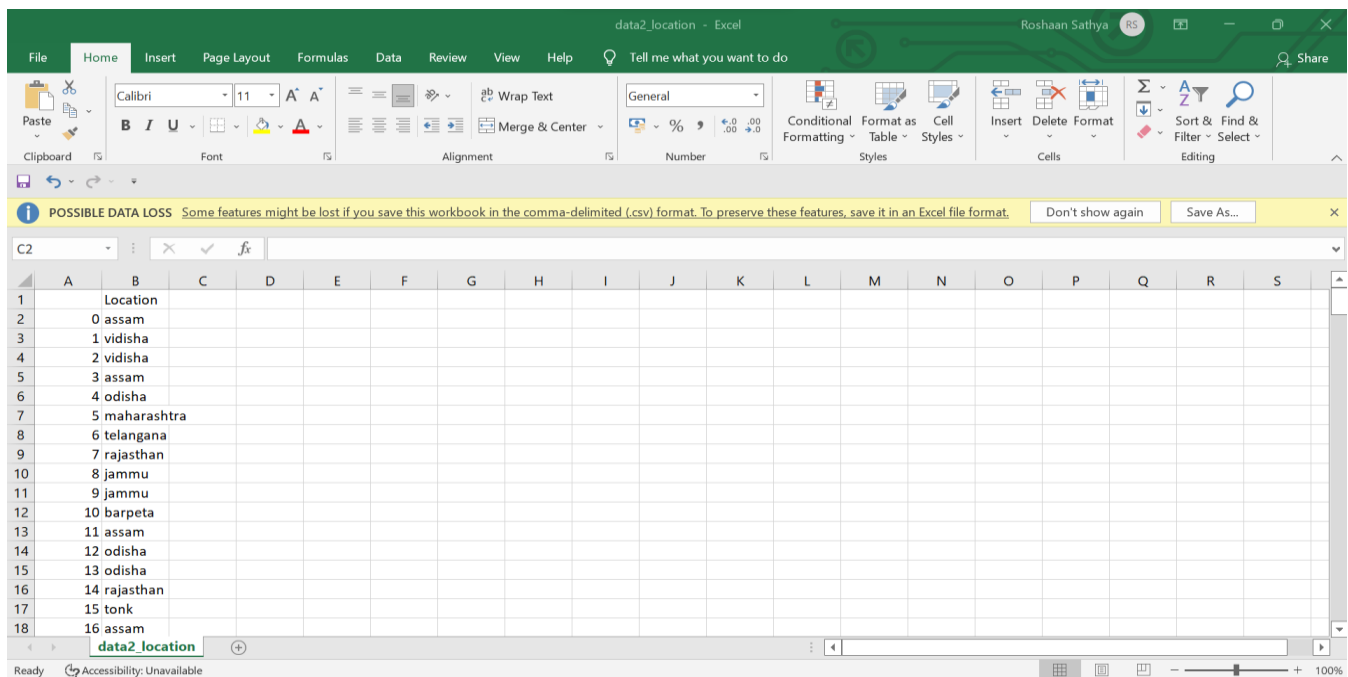 data2_location - Excel
Roshaan Sathya RS
File Home Insert Page Layout Formulas Data Review View Help Tell me what you want to do Share
Paste
Clipboard
Calibri 11 A A
B I U A
Font
ab Wrap Text
Merge & Center
Alignment
General
% , .0 .00 .00 .0
Number
Conditional Formatting
Format as Table
Cell Styles
Styles
Insert Delete Format
Cells
Sort & Filter
Find & Select
Editing
POSSIBLE DATA LOSS Some features might be lost if you save this workbook in the comma-delimited (.csv) format. To preserve these features, save it in an Excel file format. Don't show again Save As...
C2 fx
A B C D E F G H I J K L M N O P Q R S
1 Location
2 0 assam
3 1 vidisha
4 2 vidisha
5 3 assam
6 4 odisha
7 5 maharashtra
8 6 telangana
9 7 rajasthan
10 8 jammu
11 9 jammu
12 10 barpeta
13 11 assam
14 12 odisha
15 13 odisha
16 14 rajasthan
17 15 tonk
18 16 assam
data2_location
Ready Accessibility: Unavailable 100%